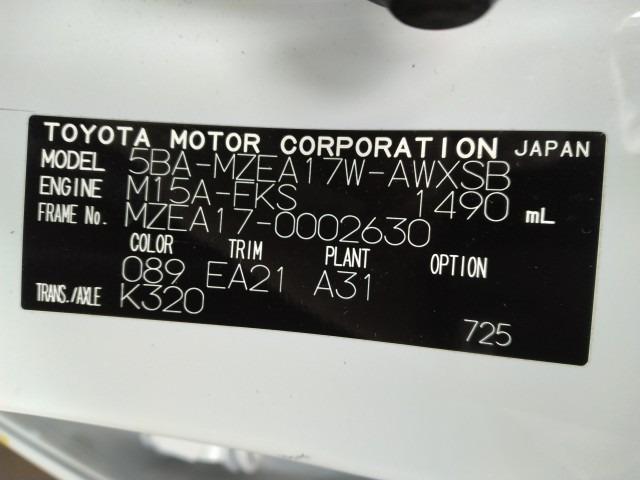 TOYOTA MOTOR CORPORATION JAPAN
MODEL 5BA-MZEA17W-AWXSB
ENGINE M15A-FKS 1490 mL
FRAME No. MZEA17-0002630
COLOR TRIM PLANT OPTION
089 EA21 A31
TRANS./AXLE K320
725